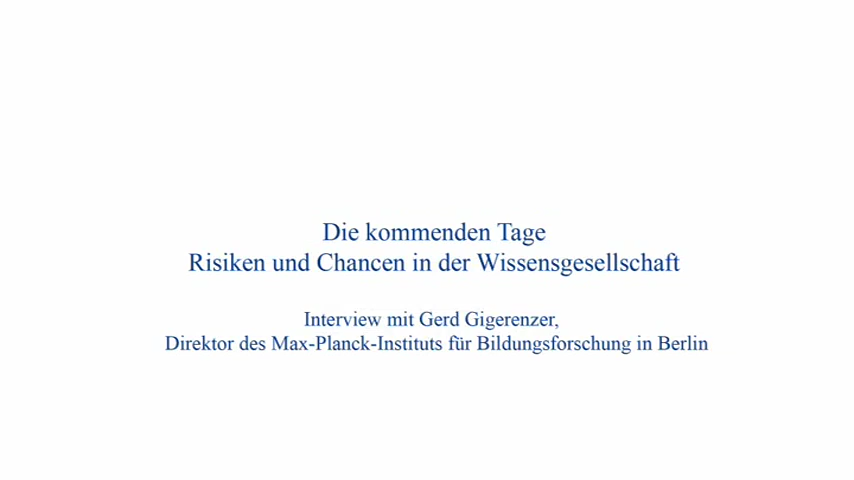 Die kommenden Tage
Risiken und Chancen in der Wissensgesellschaft
Interview mit Gerd Gigerenzer,
Direktor des Max-Planck-Instituts für Bildungsforschung in Berlin